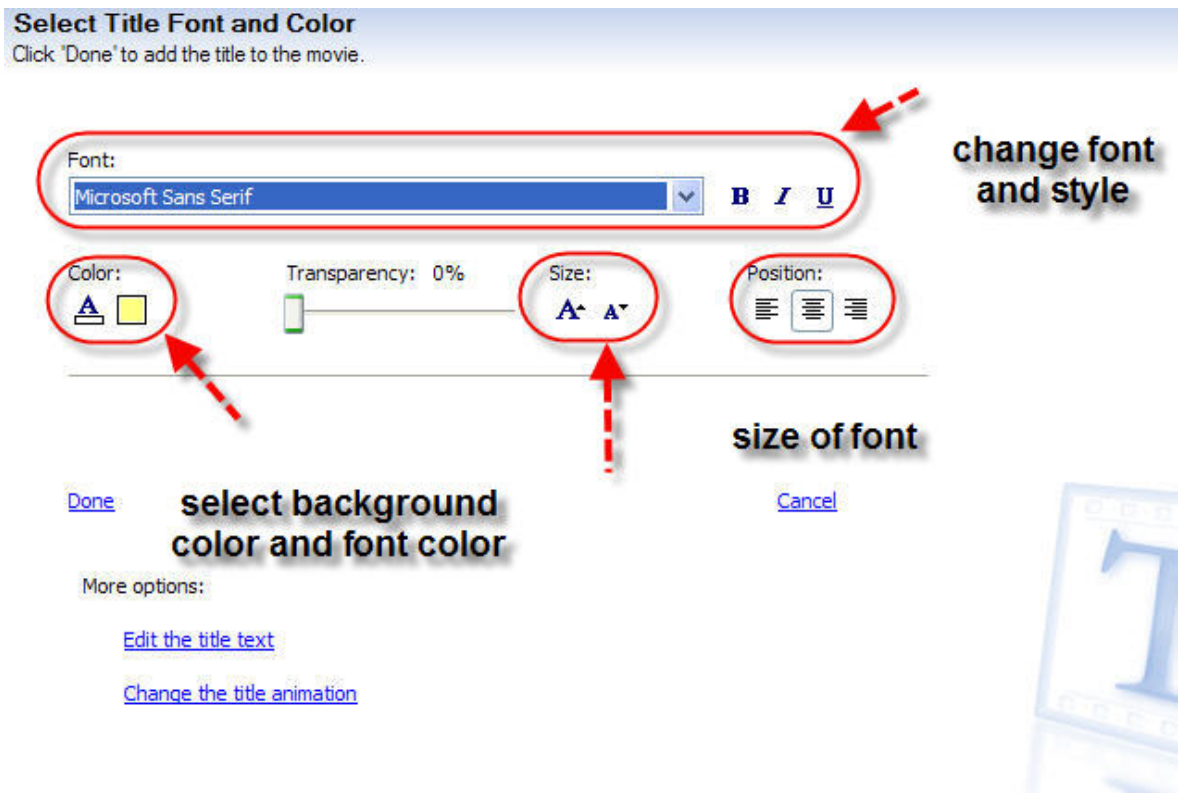 Select Title Font and Color
Click 'Done' to add the title to the movie.
Font:
change font
and style
Microsoft Sans Serif
B I U
Color:
Transparency: 0%
Size:
Position:
A
A A
size of font
Done
select background
color and font color
Cancel
More options:
Edit the title text
Change the title animation
T